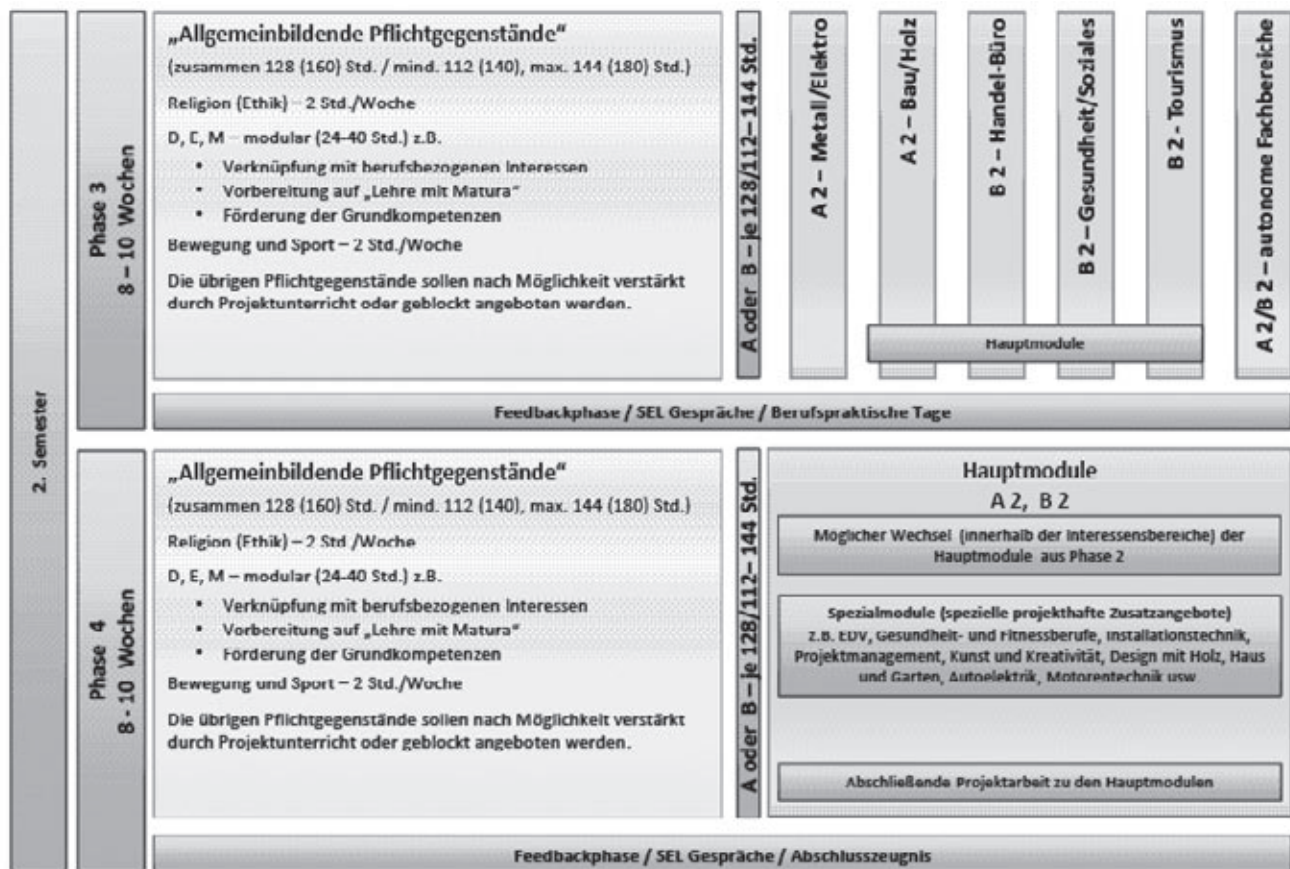 2. Semester
Phase 3
8 – 10 Wochen
„Allgemeinbildende Pflichtgegenstände“
(zusammen 128 (160) Std. / mind. 112 (140), max. 144 (180) Std.)
Religion (Ethik) – 2 Std./Woche
D, E, M – modular (24-40 Std.) z.B.
• Verknüpfung mit berufsbezogenen Interessen
• Vorbereitung auf „Lehre mit Matura“
• Förderung der Grundkompetenzen
Bewegung und Sport – 2 Std./Woche
Die übrigen Pflichtgegenstände sollen nach Möglichkeit verstärkt
durch Projektunterricht oder geblockt angeboten werden.
A oder B – je 128/112–144 Std.
A 2 – Metall/Elektro
A 2 – Bau/Holz
B 2 – Handel-Büro
B 2 – Gesundheit/Soziales
B 2 - Tourismus
A 2/B 2 – autonome Fachbereiche
Hauptmodule
Feedbackphase / SEL Gespräche / Berufspraktische Tage
Phase 4
8 - 10 Wochen
„Allgemeinbildende Pflichtgegenstände“
(zusammen 128 (160) Std. / mind. 112 (140), max. 144 (180) Std.)
Religion (Ethik) – 2 Std./Woche
D, E, M – modular (24-40 Std.) z.B.
• Verknüpfung mit berufsbezogenen Interessen
• Vorbereitung auf „Lehre mit Matura“
• Förderung der Grundkompetenzen
Bewegung und Sport – 2 Std./Woche
Die übrigen Pflichtgegenstände sollen nach Möglichkeit verstärkt
durch Projektunterricht oder geblockt angeboten werden.
A oder B – je 128/112–144 Std.
Hauptmodule
A 2, B 2
Möglicher Wechsel (innerhalb der Interessensbereiche) der
Hauptmodule aus Phase 2
Spezialmodule (spezielle projekthafte Zusatzangebote)
z.B. EDV, Gesundheit- und Fitnessberufe, Installationstechnik,
Projektmanagement, Kunst und Kreativität, Design mit Holz, Haus
und Garten, Autoelektrik, Motorentechnik usw
Abschließende Projektarbeit zu den Hauptmodulen
Feedbackphase / SEL Gespräche / Abschlusszeugnis